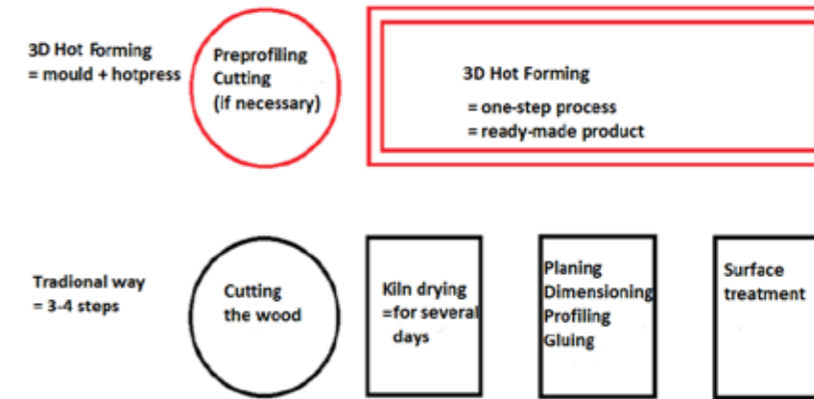 3D Hot Forming
= mould + hotpress
Preprofiling
Cutting
(if necessary)
3D Hot Forming
= one-step process
= ready-made product
Tradional way
= 3-4 steps
Cutting
the wood
Kiln drying
=for several
days
Planing
Dimensioning
Profiling
Gluing
Surface
treatment